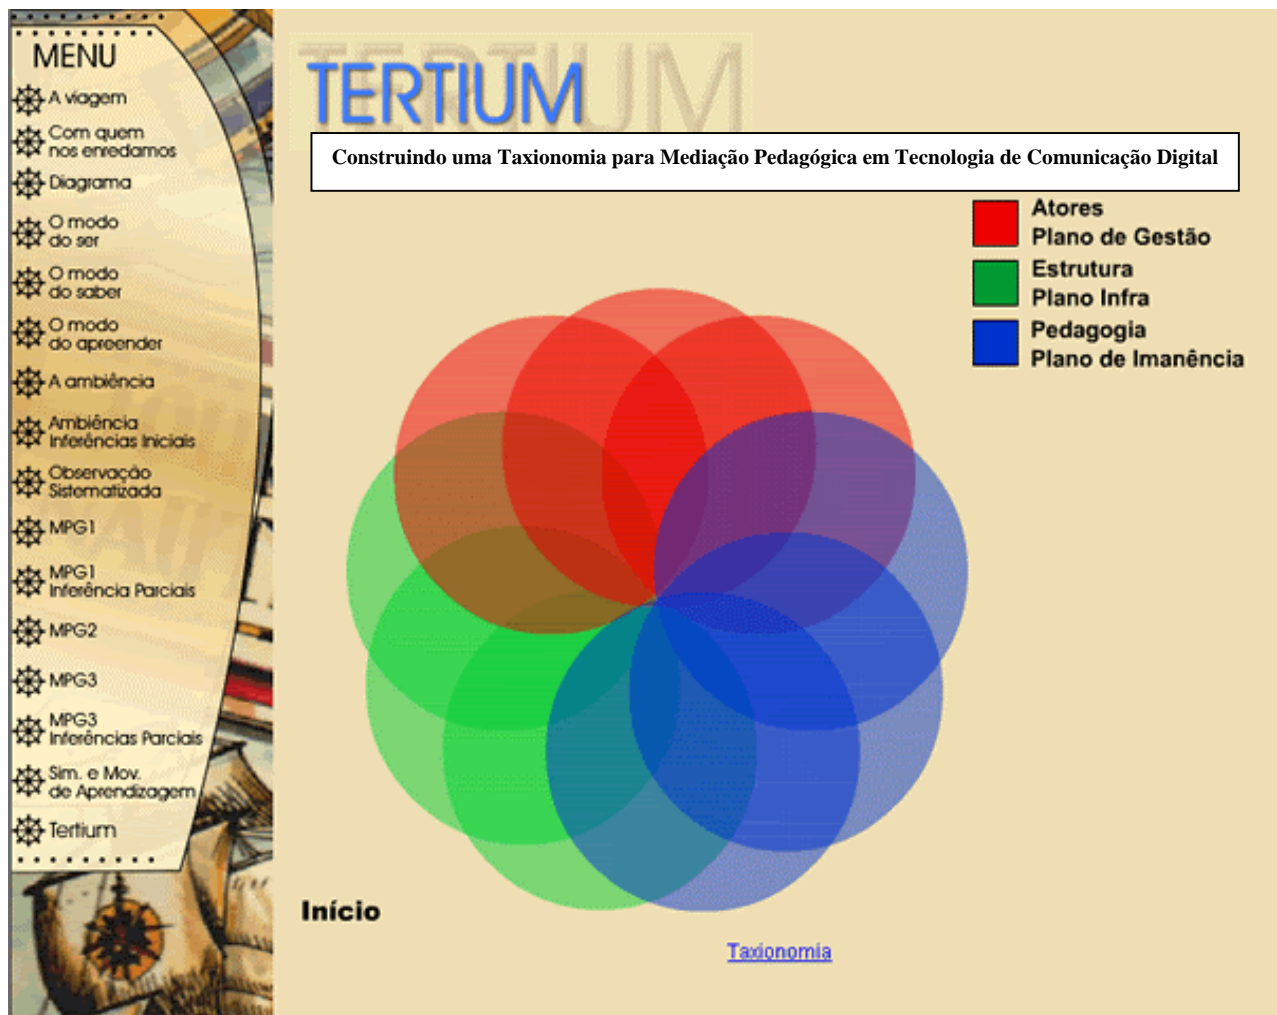 MENU
A viagem
Com quem
nos enredamos
Diagrama
O modo
do ser
O modo
do saber
O modo
do apreender
A ambiência
Ambiência
Inferências Iniciais
Observação
Sistematizada
MPG1
MPG1
Inferência Parciais
MPG2
MPG3
MPG3
Inferências Parciais
Sim. e Mov.
de Aprendizagem
Tertium
TERTIUM
TERTIUM
Construindo uma Taxionomia para Mediação Pedagógica em Tecnologia de Comunicação Digital
Atores
Plano de Gestão
Estrutura
Plano Infra
Pedagogia
Plano de Imanência
Início
Taxionomia